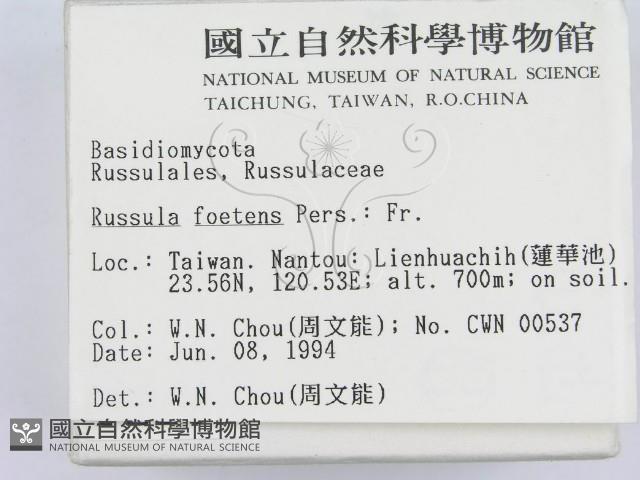 國立自然科學博物館
NATIONAL MUSEUM OF NATURAL SCIENCE
TAICHUNG, TAIWAN, R.O.CHINA
Basidiomycota
Russulales, Russulaceae
Russula foetens Pers.: Fr.
Loc.: Taiwan. Nantou: Lienhuachih(蓮華池)
23.56N, 120.53E; alt. 700m; on soil.
Col.: W.N. Chou(周文能); No. CWN 00537
Date: Jun. 08, 1994
Det.: W.N. Chou(周文能)
國立自然科學博物館
NATIONAL MUSEUM OF NATURAL SCIENCE